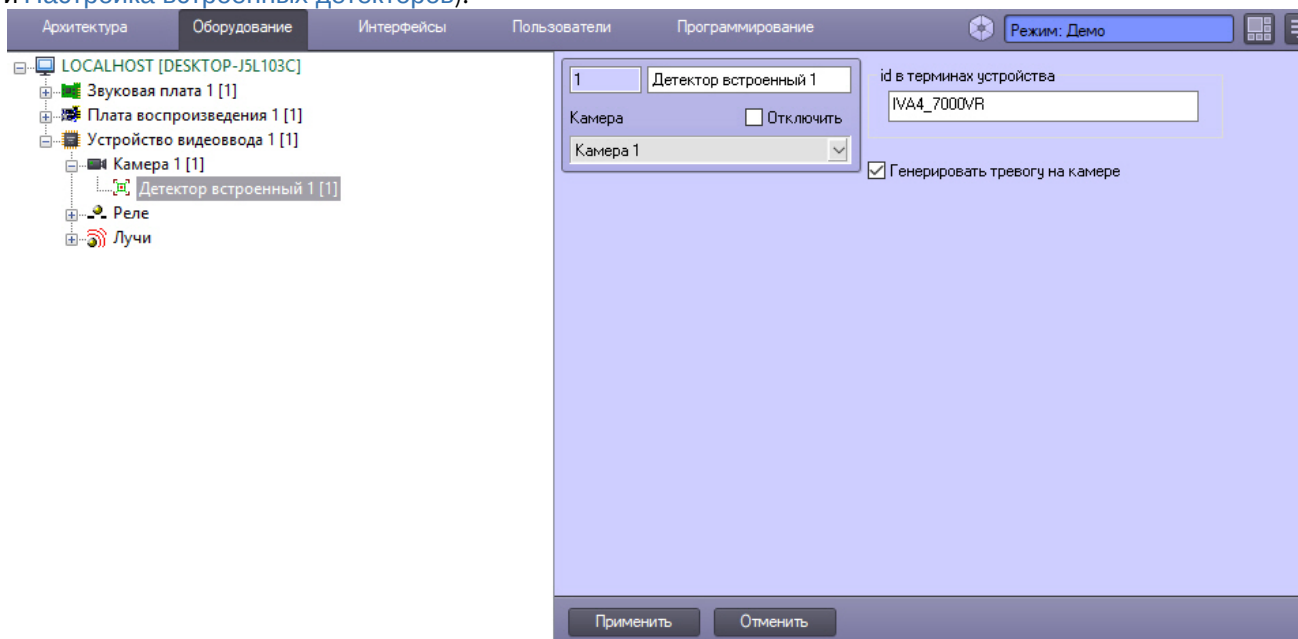 и Настройка встроенных детекторов).
Архитектура Оборудование Интерфейсы Пользователи Программирование Режим: Демо
LOCALHOST [DESKTOP-J5L103C]
Звуковая плата 1 [1]
Плата воспроизведения 1 [1]
Устройство видеоввода 1 [1]
Камера 1 [1]
Детектор встроенный 1 [1]
Реле
Лучи
1 Детектор встроенный 1
Камера Отключить
Камера 1
id в терминах устройства
IVA4_7000VR
Генерировать тревогу на камере
Применить Отменить